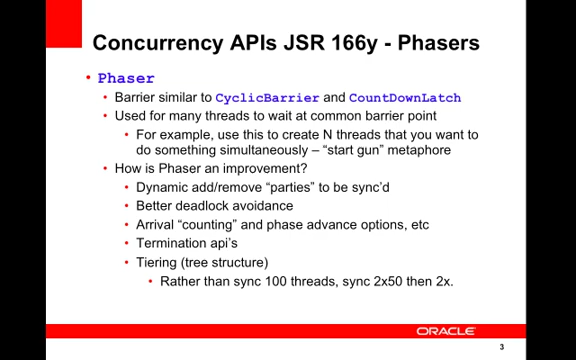 Concurrency APIs JSR 166y - Phasers
• Phaser
• Barrier similar to CyclicBarrier and CountDownLatch
• Used for many threads to wait at common barrier point
• For example, use this to create N threads that you want to
do something simultaneously – “start gun” metaphore
• How is Phaser an improvement?
• Dynamic add/remove “parties” to be sync’d
• Better deadlock avoidance
• Arrival “counting” and phase advance options, etc
• Termination api’s
• Tiering (tree structure)
• Rather than sync 100 threads, sync 2x50 then 2x.
ORACLE
3